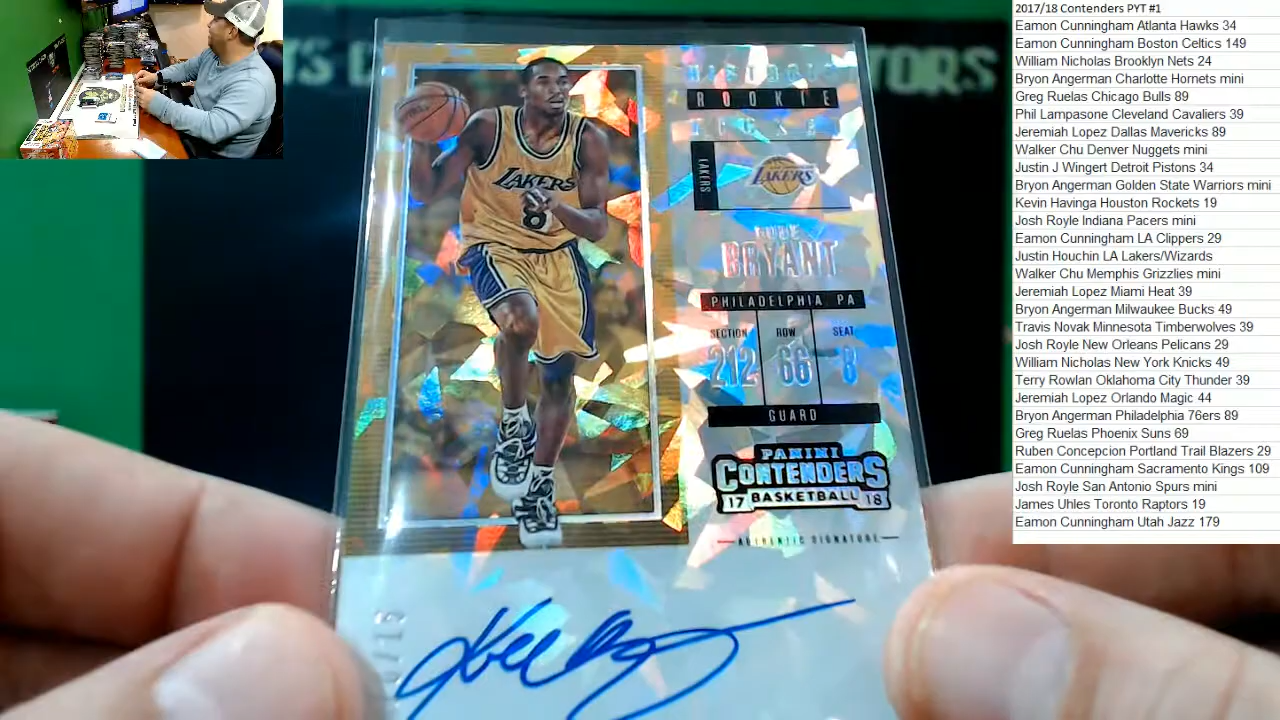 2017/18 Contenders PYT #1
Eamon Cunningham Atlanta Hawks 34
Eamon Cunningham Boston Celtics 149
William Nicholas Brooklyn Nets 24
Bryon Angerman Charlotte Hornets mini
Greg Ruelas Chicago Bulls 89
Phil Lampasone Cleveland Cavaliers 39
Jeremiah Lopez Dallas Mavericks 89
Walker Chu Denver Nuggets mini
Justin J Wingert Detroit Pistons 34
Bryon Angerman Golden State Warriors mini
Kevin Havinga Houston Rockets 19
Josh Royle Indiana Pacers mini
Eamon Cunningham LA Clippers 29
Justin Houchin LA Lakers/Wizards
Walker Chu Memphis Grizzlies mini
Jeremiah Lopez Miami Heat 39
Bryon Angerman Milwaukee Bucks 49
Travis Novak Minnesota Timberwolves 39
Josh Royle New Orleans Pelicans 29
William Nicholas New York Knicks 49
Terry Rowlan Oklahoma City Thunder 39
Jeremiah Lopez Orlando Magic 44
Bryon Angerman Philadelphia 76ers 89
Greg Ruelas Phoenix Suns 69
Ruben Concepcion Portland Trail Blazers 29
Eamon Cunningham Sacramento Kings 109
Josh Royle San Antonio Spurs mini
James Uhles Toronto Raptors 19
Eamon Cunningham Utah Jazz 179
HISTORIC
ROOKIE
TICKET
LAKERS
LAKERS
KOBE
BRYANT
PHILADELPHIA, PA
SECTION ROW SEAT
212 66 8
GUARD
PANINI
CONTENDERS
17 BASKETBALL 18
AUTHENTIC SIGNATURE
LAKERS
8